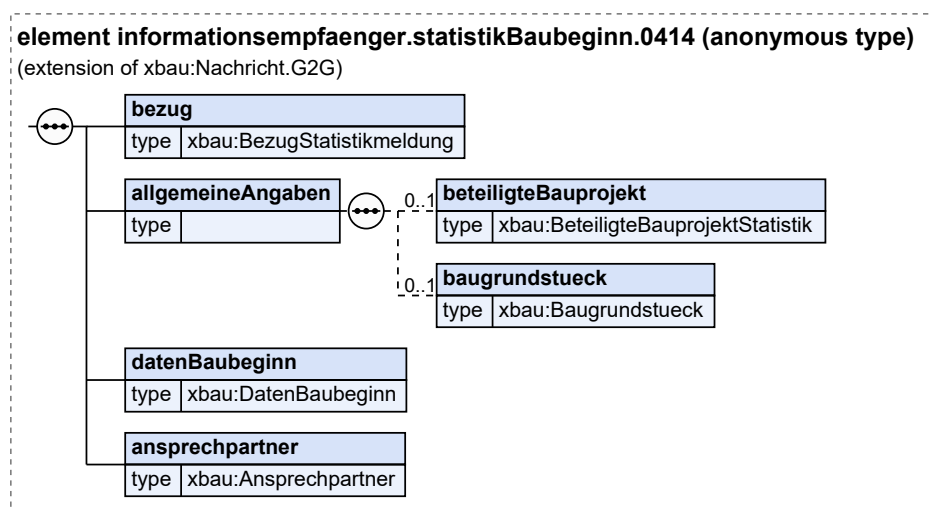 element informationsempfaenger.statistikBaubeginn.0414 (anonymous type)
(extension of xbau:Nachricht.G2G)
bezug
type xbau:BezugStatistikmeldung
allgemeineAngaben
type
0..1 beteiligteBauprojekt
type xbau:BeteiligteBauprojektStatistik
0..1 baugrundstueck
type xbau:Baugrundstueck
datenBaubeginn
type xbau:DatenBaubeginn
ansprechpartner
type xbau:Ansprechpartner